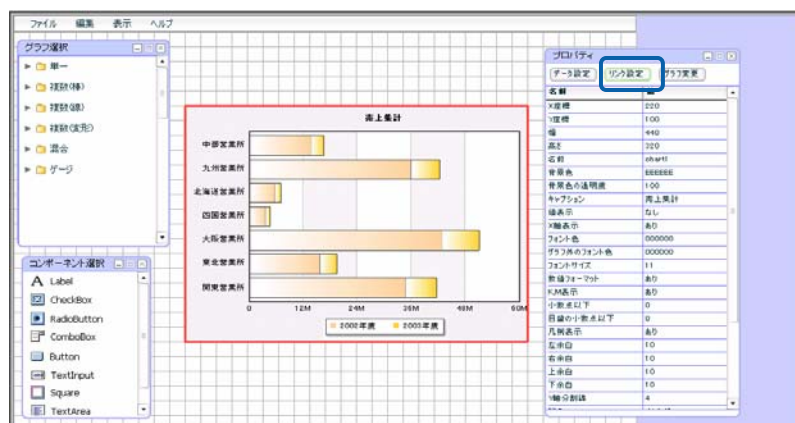 ファイル 編集 表示 ヘルプ
グラフ選択
単一
複数(棒)
複数(線)
複数(変形)
混合
ゲージ
コンポーネント選択
Label
CheckBox
RadioButton
ComboBox
Button
TextInput
Square
TextArea
売上集計
中部営業所
九州営業所
北海道営業所
四国営業所
大阪営業所
東北営業所
関東営業所
0 12M 24M 36M 48M 60M
2002年度 2003年度
プロパティ
データ設定 リンク設定 グラフ変更
名前
X座標 220
Y座標 100
幅 440
高さ 320
名前 chart1
背景色 EEEEEE
背景色の透明度 100
キャプション 売上集計
値表示 なし
X軸表示 あり
フォント色 000000
グラフ外のフォント色 000000
フォントサイズ 11
数値フォーマット あり
K,M表示 あり
小数点以下 0
目盛の小数点以下 0
凡例表示 あり
左余白 10
右余白 10
上余白 10
下余白 10
Y軸分割線 4